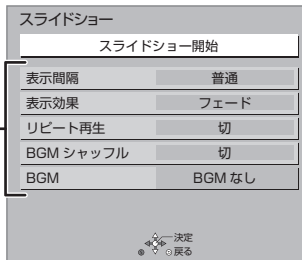 スライドショー
スライドショー開始
表示間隔 普通
表示効果 フェード
リピート再生 切
BGM シャッフル 切
BGM BGM なし
決定
戻る